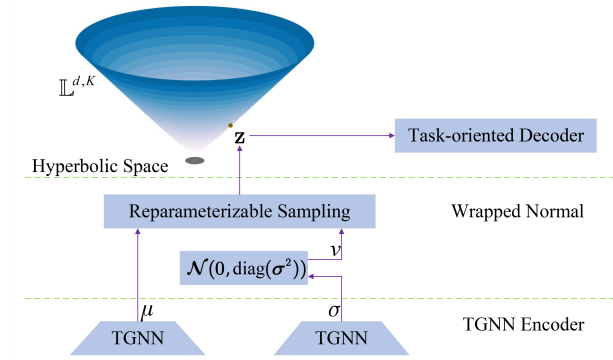 𝕃^{d,K}
z
Task-oriented Decoder
Hyperbolic Space
Reparameterizable Sampling
Wrapped Normal
v
𝒩(0, diag(σ²))
μ
σ
TGNN Encoder
TGNN
TGNN